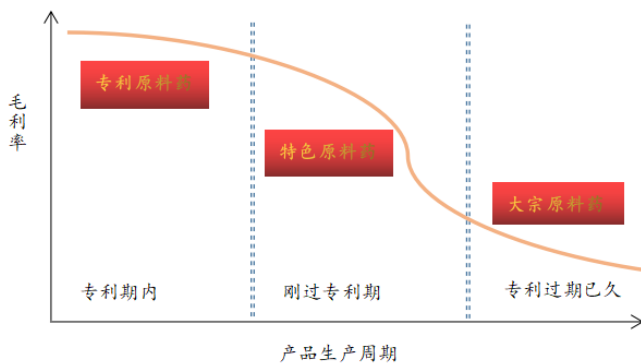 专利原料药
毛利率
特色原料药
大宗原料药
专利期内
刚过专利期
专利过期已久
产品生产周期